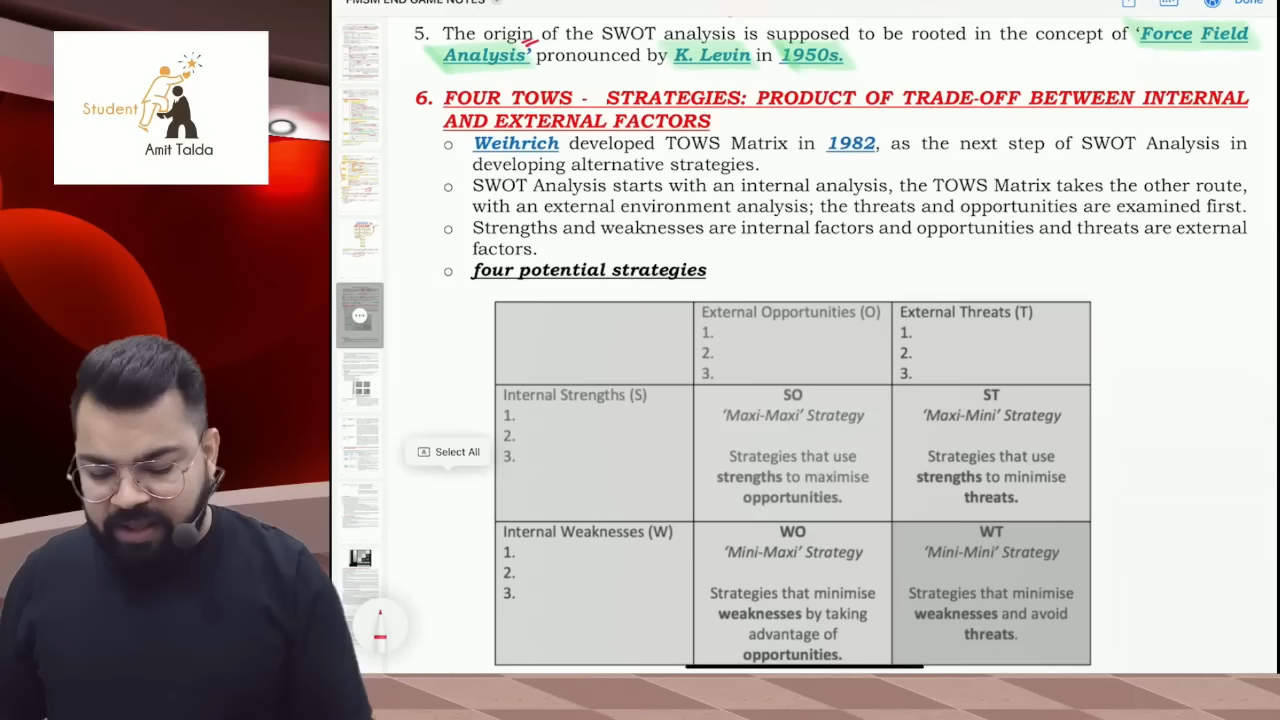 FMSM END GAME NOTES
Done
5. The origin of the SWOT analysis is supposed to be rooted in the concept of 'Force Field
Analysis' pronounced by K. Levin in 1950s.
6. FOUR TOWS - STRATEGIES: PRODUCT OF TRADE-OFF BETWEEN INTERNAL
AND EXTERNAL FACTORS
o Weihrich developed TOWS Matrix in 1982, as the next step of SWOT Analysis in
developing alternative strategies.
SWOT Analysis start with an internal analysis, the TOWS Matrix takes the other route,
with an external environment analysis; the threats and opportunities are examined first.
o Strengths and weaknesses are internal factors and opportunities and threats are external
factors.
o four potential strategies
External Opportunities (O)
1.
2.
3.
External Threats (T)
1.
2.
3.
Internal Strengths (S)
1.
2.
3.
SO
'Maxi-Maxi' Strategy
Strategies that use
strengths to maximise
opportunities.
ST
'Maxi-Mini' Strategy
Strategies that use
strengths to minimise
threats.
Internal Weaknesses (W)
1.
2.
3.
WO
'Mini-Maxi' Strategy
Strategies that minimise
weaknesses by taking
advantage of
opportunities.
WT
'Mini-Mini' Strategy
Strategies that minimise
weaknesses and avoid
threats.
A Select All
Student
Amit Talda